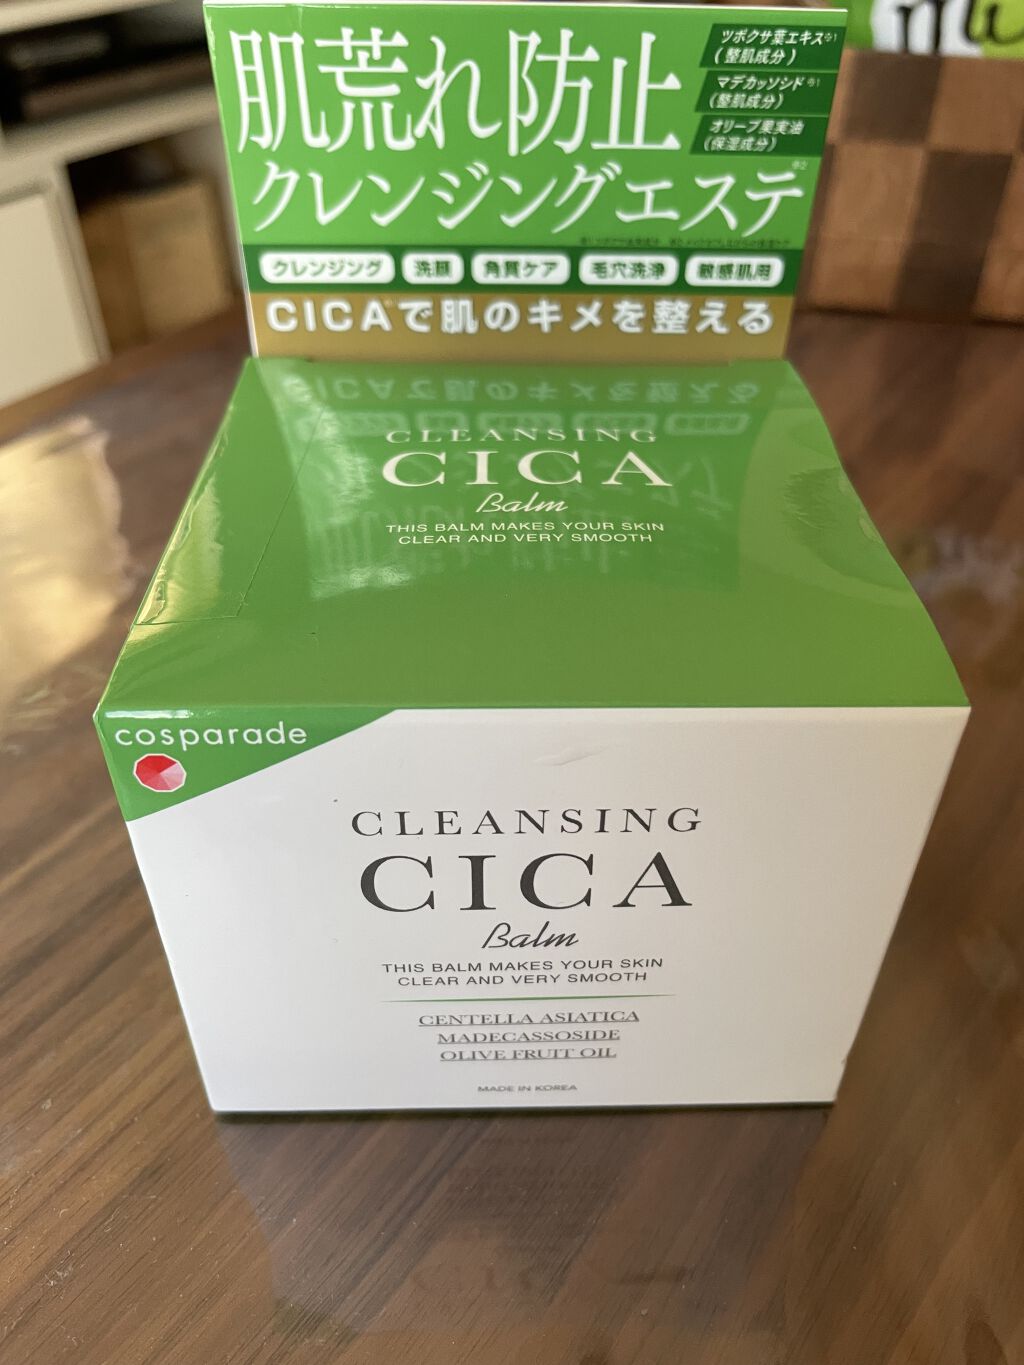 肌荒れ防止
クレンジングエステ※2
ツボクサ葉エキス※1
(整肌成分)
マデカッソシド※1
(整肌成分)
オリーブ果実油
(保湿成分)
クレンジング 洗顔 角質ケア 毛穴洗浄 敏感肌用
CICAで肌のキメを整える
CLEANSING
CICA
Balm
THIS BALM MAKES YOUR SKIN
CLEAR AND VERY SMOOTH
cosparade
CLEANSING
CICA
Balm
THIS BALM MAKES YOUR SKIN
CLEAR AND VERY SMOOTH
CENTELLA ASIATICA
MADECASSOSIDE
OLIVE FRUIT OIL
MADE IN KOREA